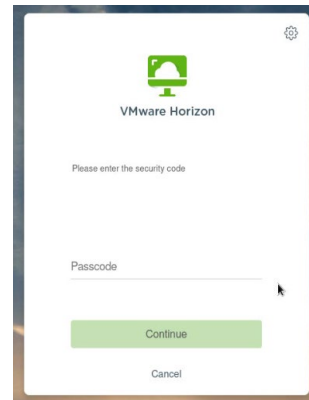 VMware Horizon
Please enter the security code
Passcode
Continue
Cancel